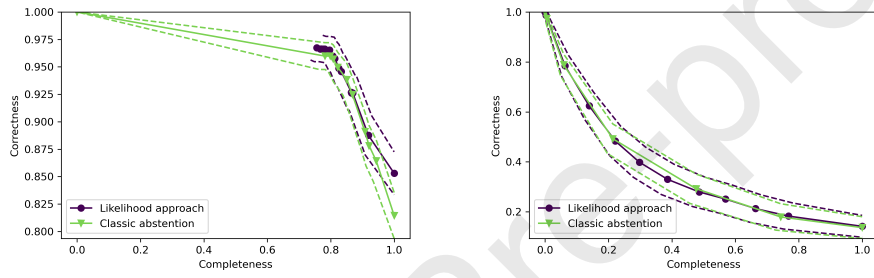 1.000
0.975
0.950
0.925
0.900
0.875
0.850
0.825
0.800
Correctness
0.0 0.2 0.4 0.6 0.8 1.0
Completeness
Likelihood approach
Classic abstention
1.0
0.8
0.6
0.4
0.2
Correctness
0.0 0.2 0.4 0.6 0.8 1.0
Completeness
Likelihood approach
Classic abstention
re-pro